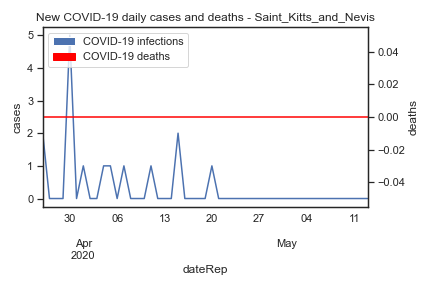 New COVID-19 daily cases and deaths - Saint_Kitts_and_Nevis
COVID-19 infections
COVID-19 deaths
cases
5
4
3
2
1
0
0.04
0.02
0.00
−0.02
−0.04
deaths
30 06 13 20 27 04 11
Apr May
2020
dateRep